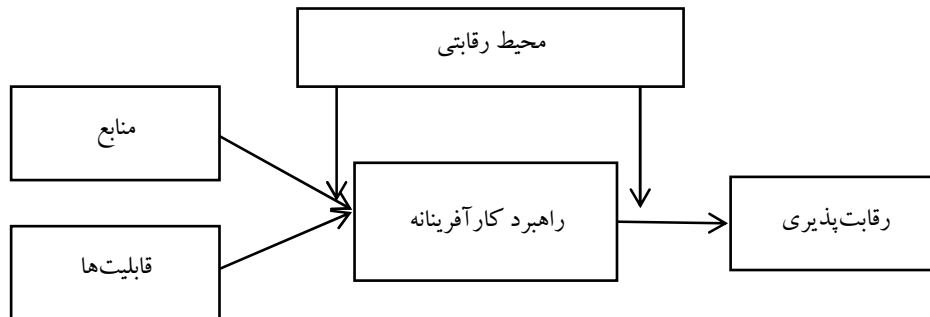 محیط رقابتی
منابع
راهبرد کارآفرینانه
رقابت‌پذیری
قابلیت‌ها